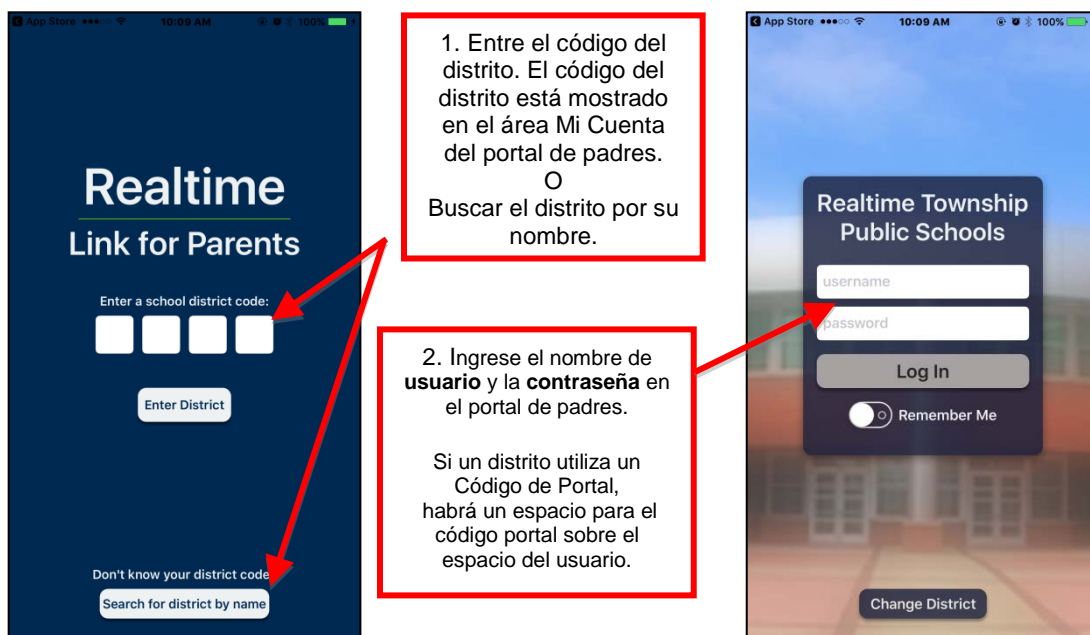 App Store 10:09 AM 100%
Realtime
Link for Parents
Enter a school district code:
Enter District
Don't know your district code
Search for district by name
1. Entre el código del
distrito. El código del
distrito está mostrado
en el área Mi Cuenta
del portal de padres.
O
Buscar el distrito por su
nombre.
2. Ingrese el nombre de
usuario y la contraseña en
el portal de padres.
Si un distrito utiliza un
Código de Portal,
habrá un espacio para el
código portal sobre el
espacio del usuario.
App Store 10:09 AM 100%
Realtime Township
Public Schools
username
password
Log In
Remember Me
Change District